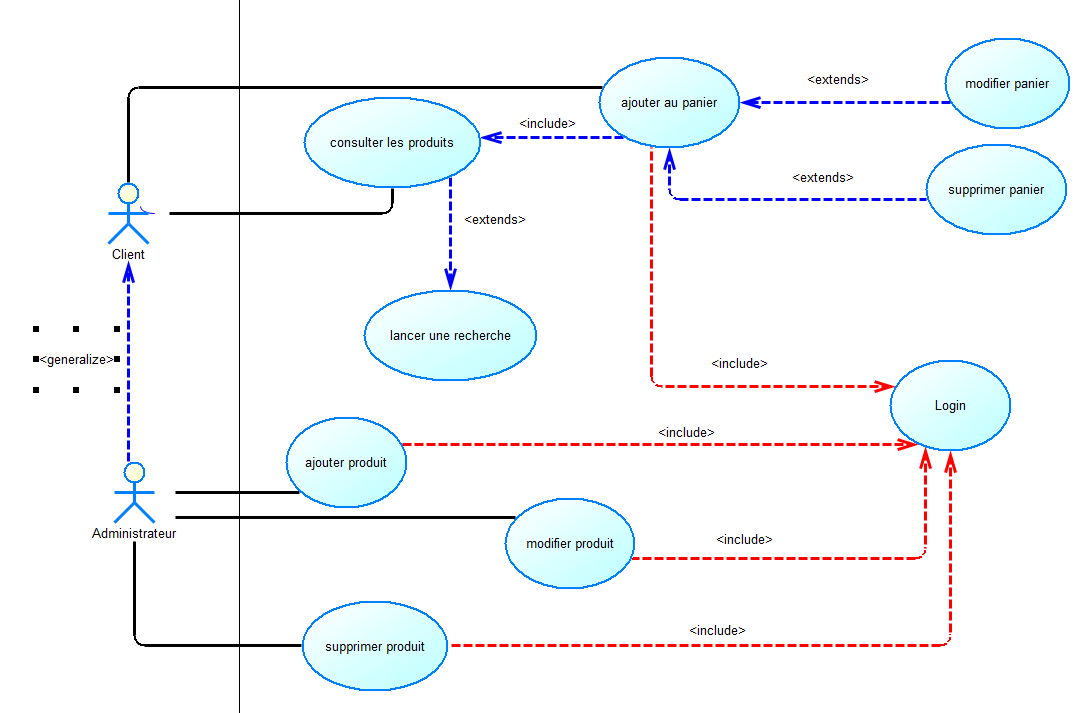 <extends>
modifier panier
ajouter au panier
<include>
consulter les produits
<extends>
supprimer panier
<extends>
Client
lancer une recherche
<generalize>
<include>
Login
<include>
ajouter produit
Administrateur
modifier produit
<include>
<include>
supprimer produit